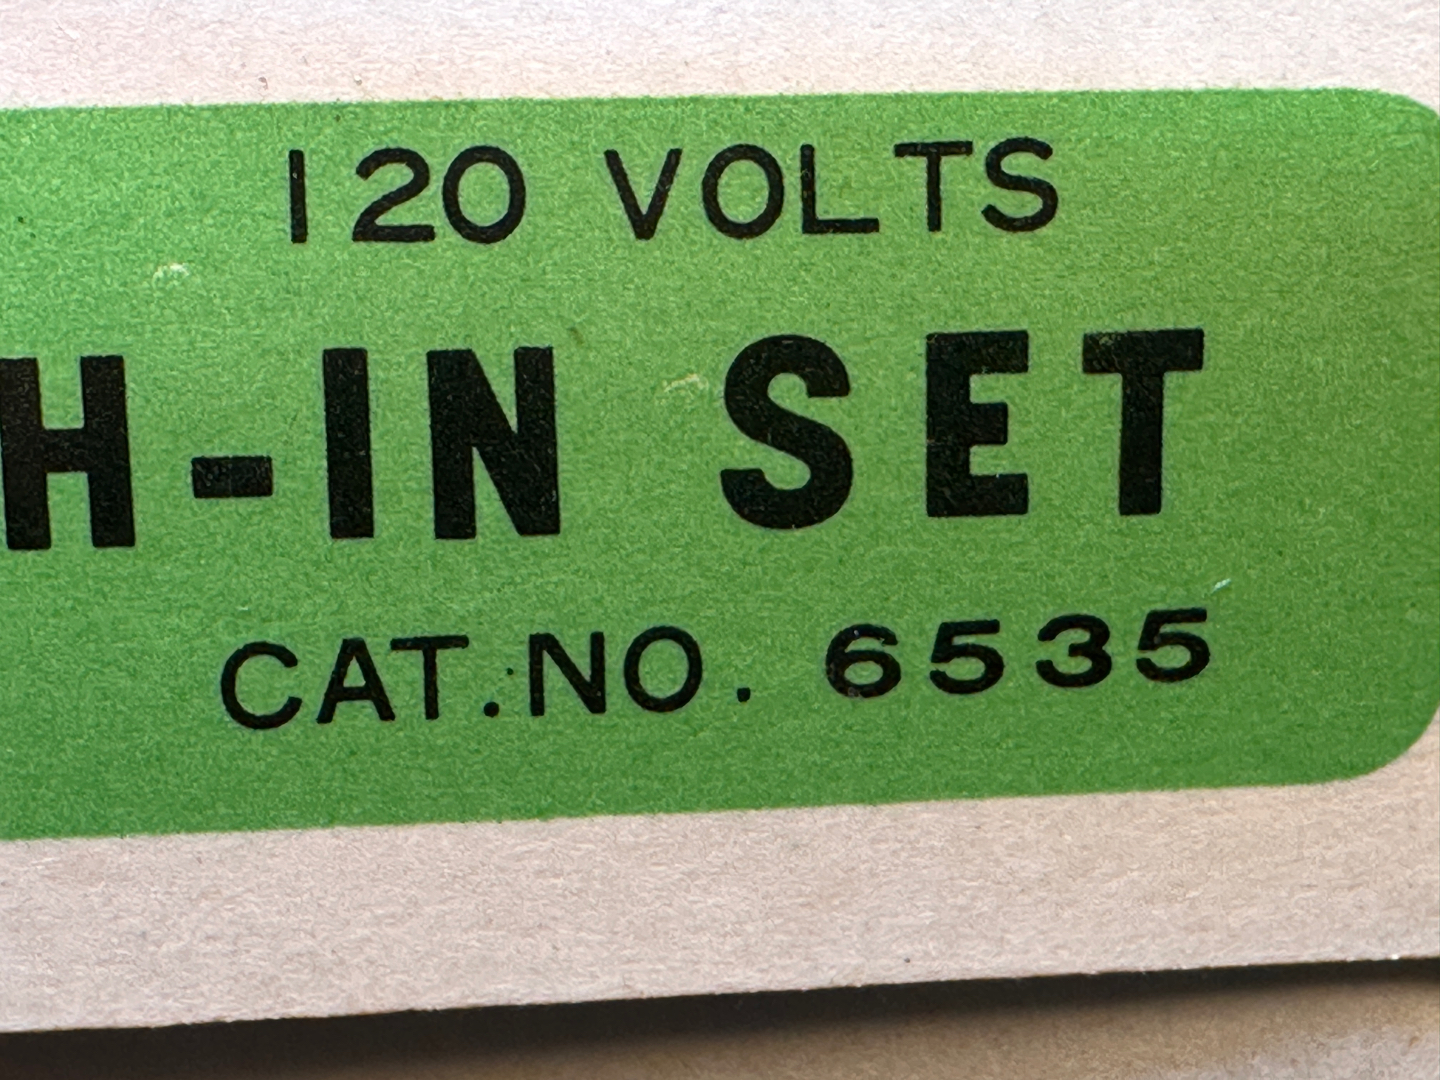 120 VOLTS
H-IN SET
CAT.NO. 6535